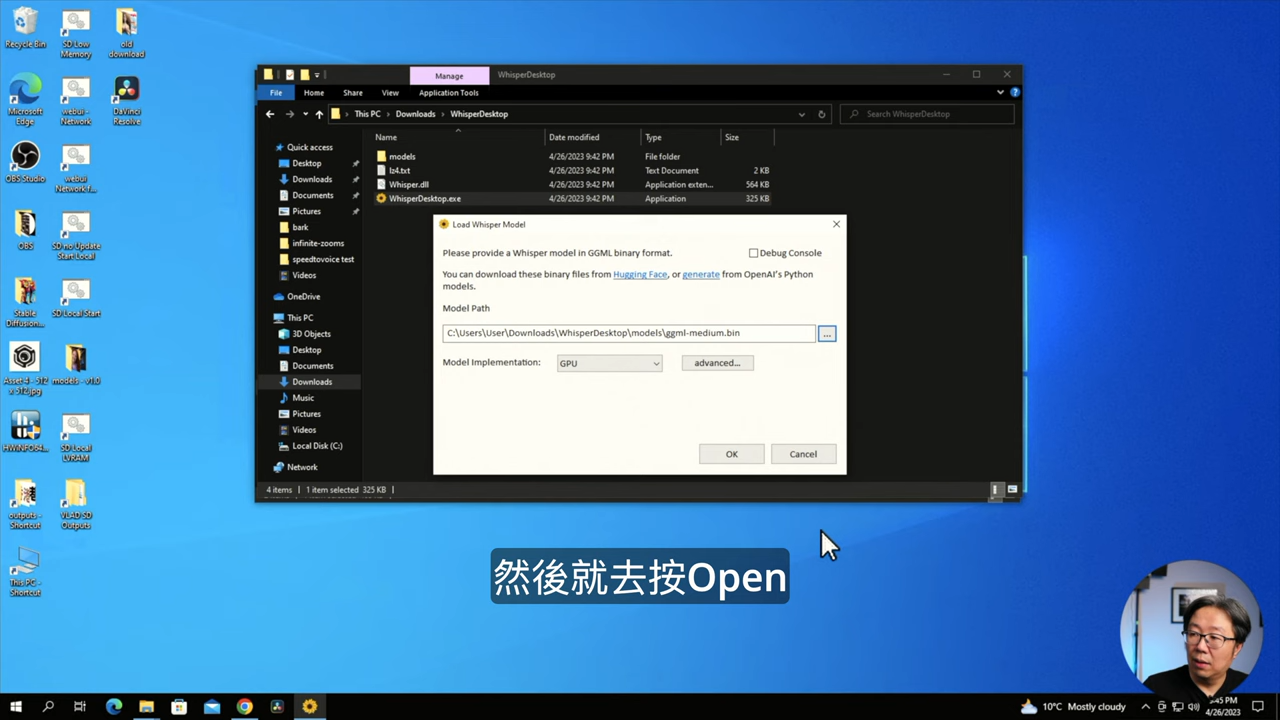 Recycle Bin
SD Low Memory
old download
Microsoft Edge
webui - Network
DaVinci Resolve
OBS Studio
webui Network f...
OBS
SD no Update Start Local
Stable Diffusion...
SD Local Start
Asset 4 - 512 x 512.jpg
models - v1.0
HWiNFO64...
SD Local LVRAM
outputs - Shortcut
VLAD SD Outputs
This PC - Shortcut
Manage
WhisperDesktop
File
Home
Share
View
Application Tools
This PC › Downloads › WhisperDesktop
Search WhisperDesktop
Name
Date modified
Type
Size
models
4/26/2023 9:42 PM
File folder
lz4.txt
4/26/2023 9:42 PM
Text Document
2 KB
Whisper.dll
4/26/2023 9:42 PM
Application exten...
564 KB
WhisperDesktop.exe
4/26/2023 9:42 PM
Application
325 KB
Quick access
Desktop
Downloads
Documents
Pictures
bark
infinite-zooms
speedtovoice test
Videos
OneDrive
This PC
3D Objects
Desktop
Documents
Downloads
Music
Pictures
Videos
Local Disk (C:)
Network
4 items
1 item selected 325 KB
Load Whisper Model
Please provide a Whisper model in GGML binary format.
Debug Console
You can download these binary files from Hugging Face, or generate from OpenAI's Python
models.
Model Path
C:\Users\User\Downloads\WhisperDesktop\models\ggml-medium.bin
...
Model Implementation:
GPU
advanced...
OK
Cancel
然後就去按Open
10°C Mostly cloudy
:45 PM
4/26/2023